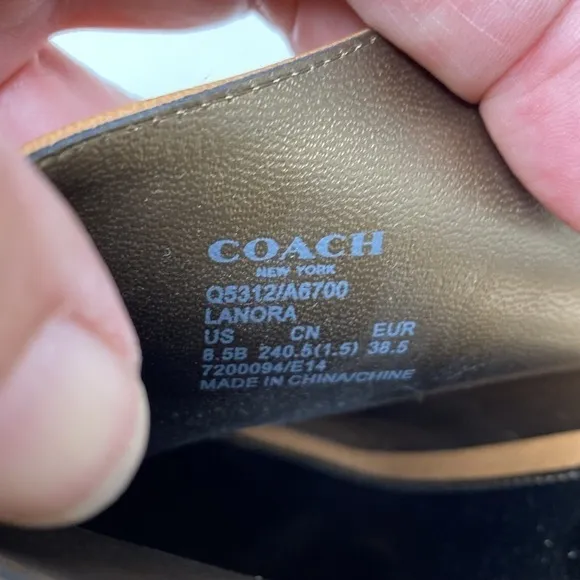 COACH
NEW YORK
Q5312/A6700
LANORA
US CN EUR
8.5B 240.5(1.5) 38.5
7200094/E14
MADE IN CHINA/CHINE